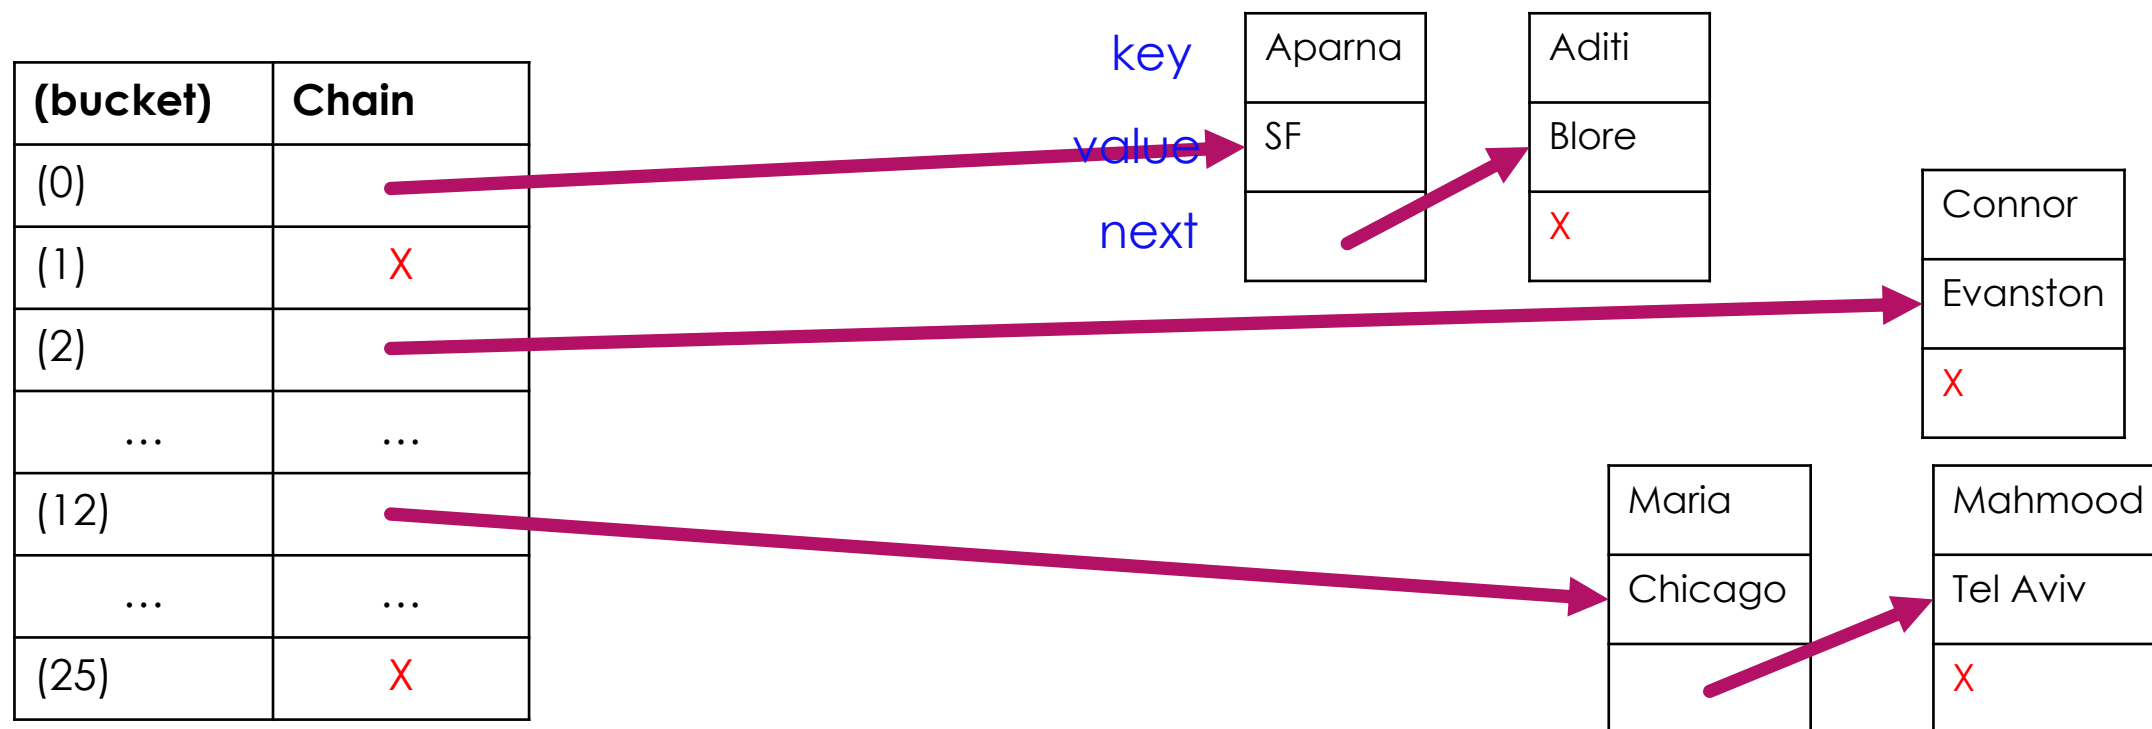 (bucket) Chain
(0)
(1) X
(2)
… …
(12)
… …
(25) X
key
value
next
Aparna
SF
Aditi
Blore
X
Connor
Evanston
X
Maria
Chicago
Mahmood
Tel Aviv
X